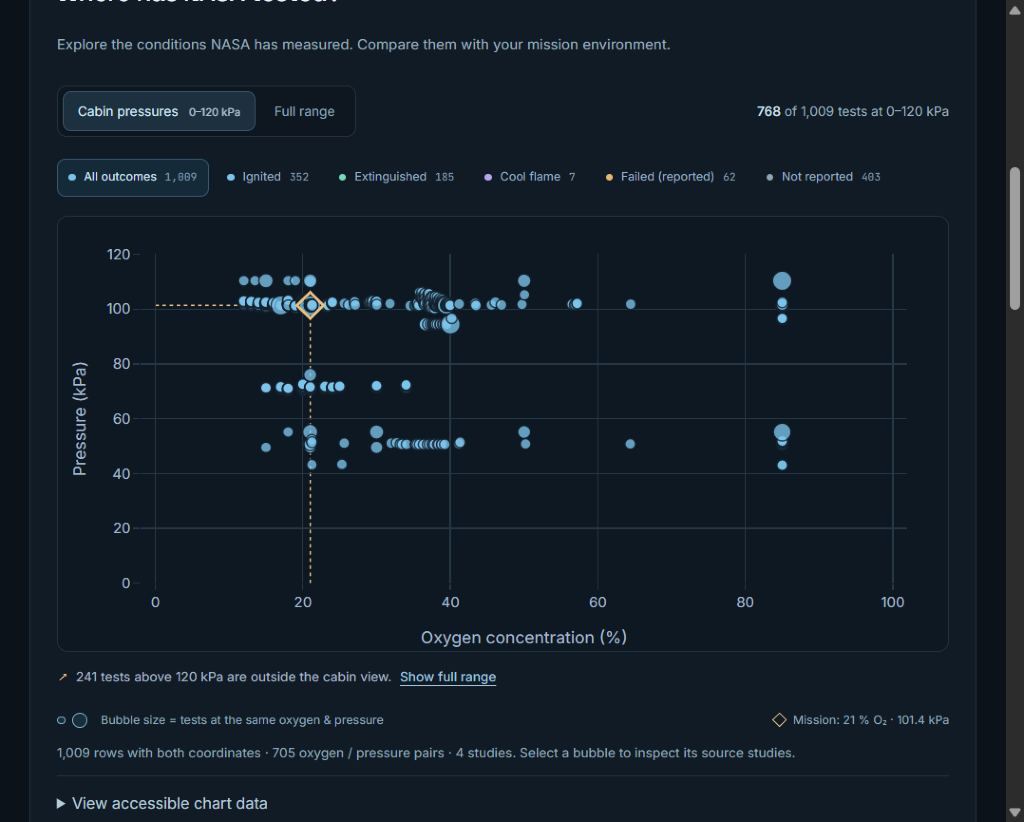 Where has NASA tested?
Explore the conditions NASA has measured. Compare them with your mission environment.
Cabin pressures 0–120 kPa Full range 768 of 1,009 tests at 0–120 kPa
All outcomes 1,009 Ignited 352 Extinguished 185 Cool flame 7 Failed (reported) 62 Not reported 403
120
100
80
60
40
20
0
Pressure (kPa)
0 20 40 60 80 100
Oxygen concentration (%)
↗ 241 tests above 120 kPa are outside the cabin view. Show full range
Bubble size = tests at the same oxygen & pressure Mission: 21 % O₂ · 101.4 kPa
1,009 rows with both coordinates · 705 oxygen / pressure pairs · 4 studies. Select a bubble to inspect its source studies.
▶ View accessible chart data